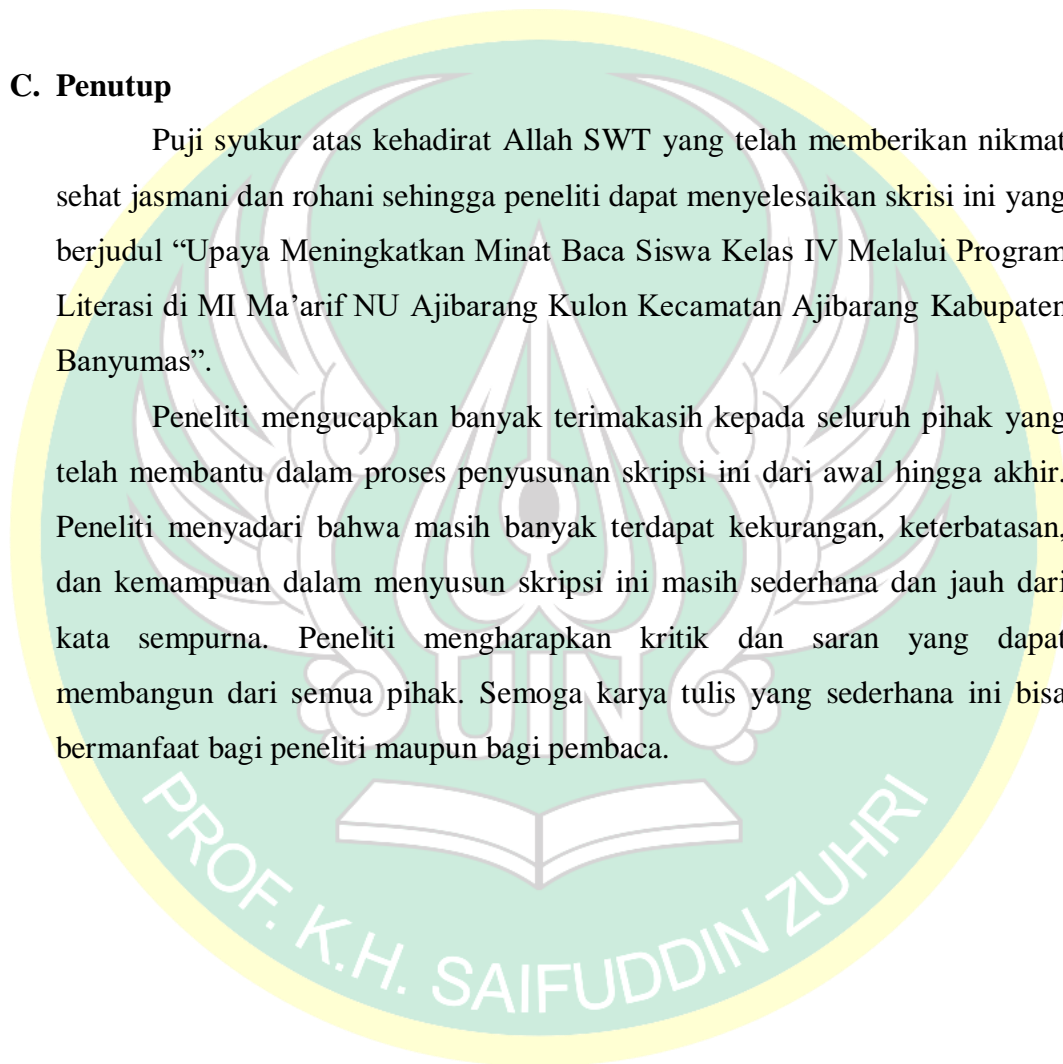 C. Penutup
Puji syukur atas kehadirat Allah SWT yang telah memberikan nikmat
sehat jasmani dan rohani sehingga peneliti dapat menyelesaikan skrisi ini yang
berjudul “Upaya Meningkatkan Minat Baca Siswa Kelas IV Melalui Program
Literasi di MI Ma’arif NU Ajibarang Kulon Kecamatan Ajibarang Kabupaten
Banyumas”.
Peneliti mengucapkan banyak terimakasih kepada seluruh pihak yang
telah membantu dalam proses penyusunan skripsi ini dari awal hingga akhir.
Peneliti menyadari bahwa masih banyak terdapat kekurangan, keterbatasan,
dan kemampuan dalam menyusun skripsi ini masih sederhana dan jauh dari
kata sempurna. Peneliti mengharapkan kritik dan saran yang dapat
membangun dari semua pihak. Semoga karya tulis yang sederhana ini bisa
bermanfaat bagi peneliti maupun bagi pembaca.
UIN
PROF. K.H. SAIFUDDIN ZUHRI